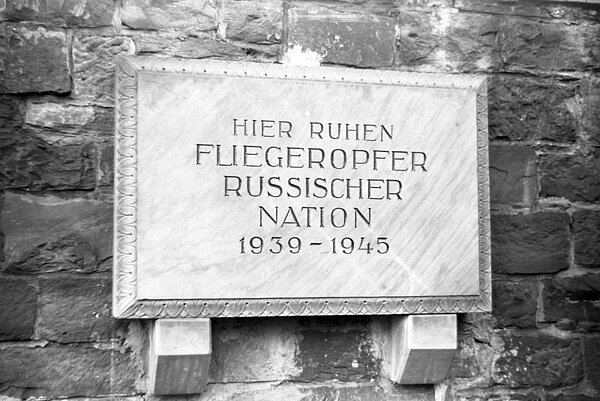 HIER RUHEN
FLIEGEROPFER
RUSSISCHER
NATION
1939-1945